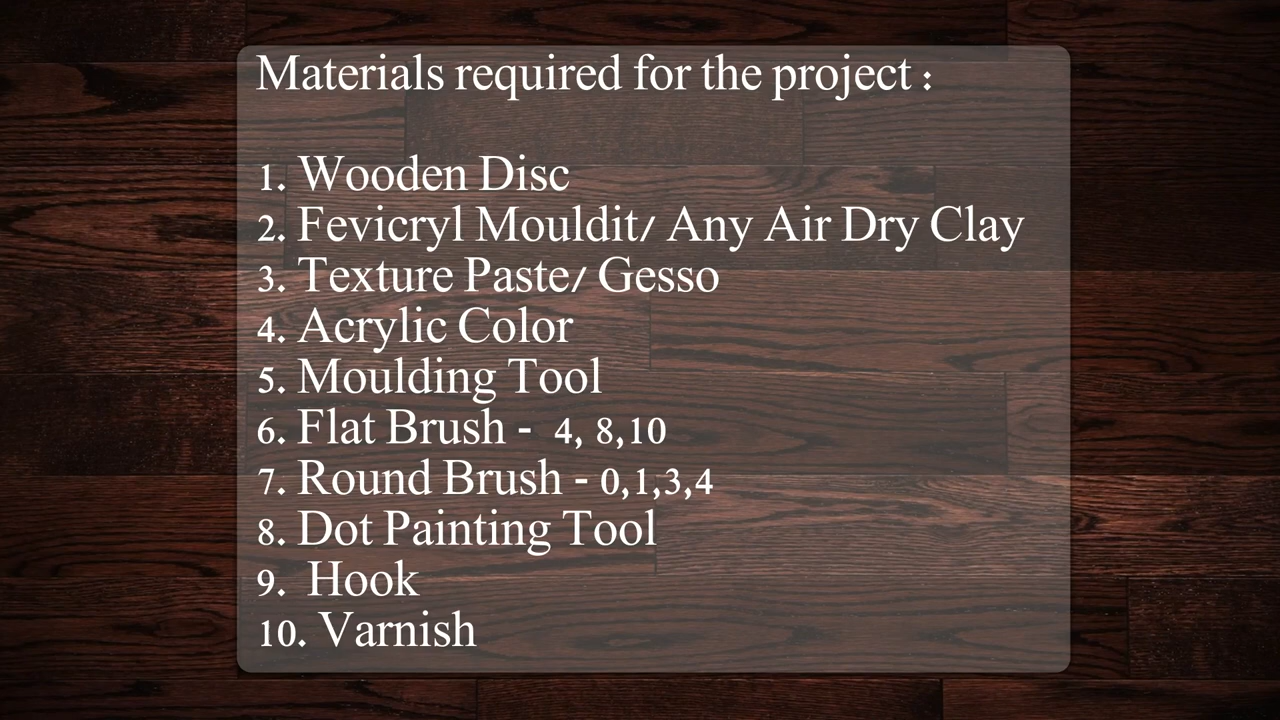 Materials required for the project :
1. Wooden Disc
2. Fevicryl Mouldit/ Any Air Dry Clay
3. Texture Paste/ Gesso
4. Acrylic Color
5. Moulding Tool
6. Flat Brush -  4, 8,10
7. Round Brush - 0,1,3,4
8. Dot Painting Tool
9.  Hook
10. Varnish